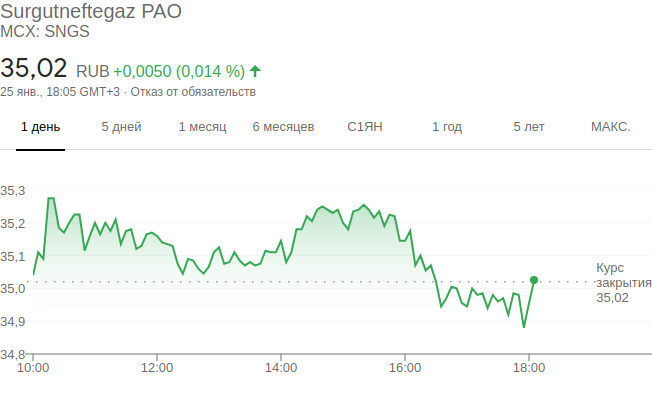 Surgutneftegaz PAO
MCX: SNGS
35,02 RUB +0,0050 (0,014 %)
25 янв., 18:05 GMT+3 · Отказ от обязательств
1 день 5 дней 1 месяц 6 месяцев С1ЯН 1 год 5 лет МАКС.
35,3
35,2
35,1
35,0
34,9
34,8
Курс
закрытия
35,02
10:00 12:00 14:00 16:00 18:00